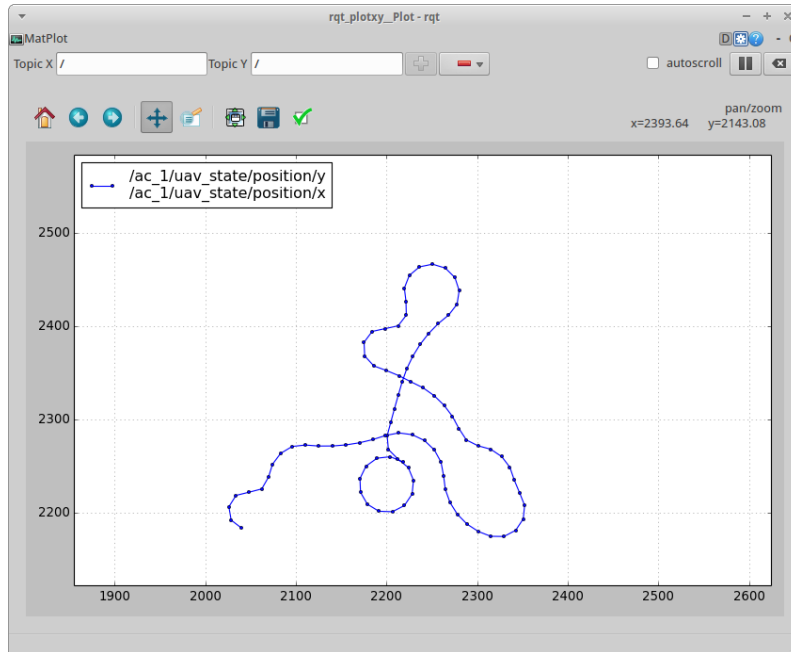 rqt_plotxy__Plot - rqt
MatPlot
D
Topic X / Topic Y / autoscroll
pan/zoom
x=2393.64 y=2143.08
/ac_1/uav_state/position/y
/ac_1/uav_state/position/x
2500
2400
2300
2200
1900 2000 2100 2200 2300 2400 2500 2600